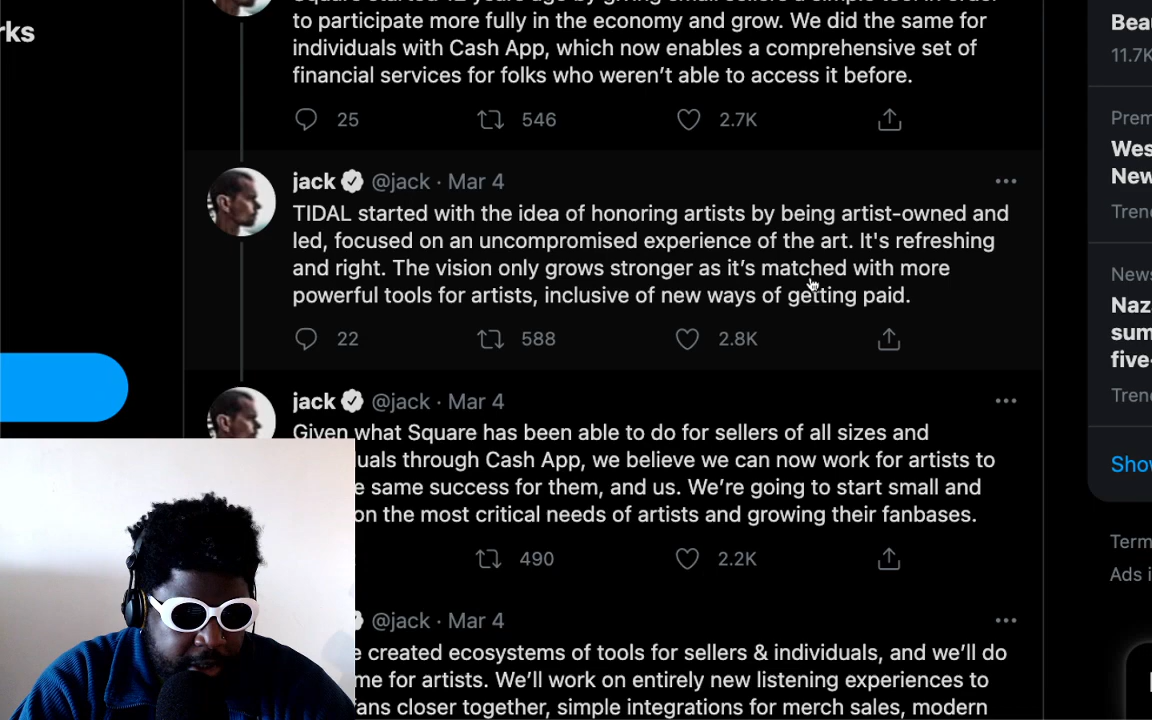 rks
to participate more fully in the economy and grow. We did the same for
individuals with Cash App, which now enables a comprehensive set of
financial services for folks who weren't able to access it before.
25 546 2.7K
jack @jack · Mar 4
TIDAL started with the idea of honoring artists by being artist-owned and
led, focused on an uncompromised experience of the art. It's refreshing
and right. The vision only grows stronger as it's matched with more
powerful tools for artists, inclusive of new ways of getting paid.
22 588 2.8K
jack @jack · Mar 4
Given what Square has been able to do for sellers of all sizes and
uals through Cash App, we believe we can now work for artists to
e same success for them, and us. We're going to start small and
on the most critical needs of artists and growing their fanbases.
490 2.2K
@jack · Mar 4
e created ecosystems of tools for sellers & individuals, and we'll do
me for artists. We'll work on entirely new listening experiences to
fans closer together, simple integrations for merch sales, modern
Bea
11.7K
Prem
Wes
New
Tren
News
Naz
sum
five-
Tren
Show
Term
Ads i